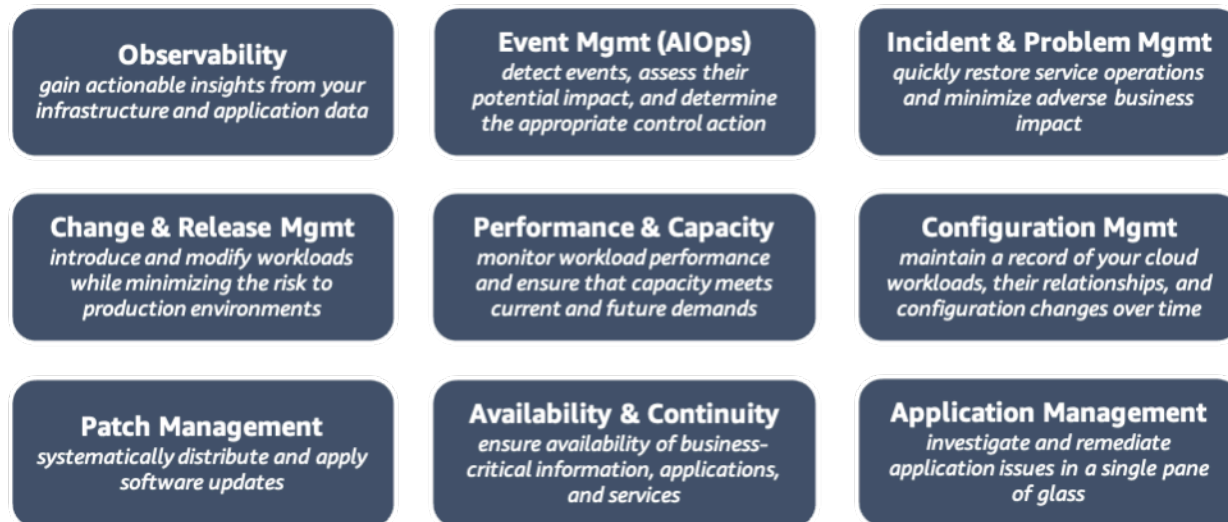 Observability
gain actionable insights from your
infrastructure and application data
Event Mgmt (AIOps)
detect events, assess their
potential impact, and determine
the appropriate control action
Incident & Problem Mgmt
quickly restore service operations
and minimize adverse business
impact
Change & Release Mgmt
introduce and modify workloads
while minimizing the risk to
production environments
Performance & Capacity
monitor workload performance
and ensure that capacity meets
current and future demands
Configuration Mgmt
maintain a record of your cloud
workloads, their relationships, and
configuration changes over time
Patch Management
systematically distribute and apply
software updates
Availability & Continuity
ensure availability of business-
critical information, applications,
and services
Application Management
investigate and remediate
application issues in a single pane
of glass